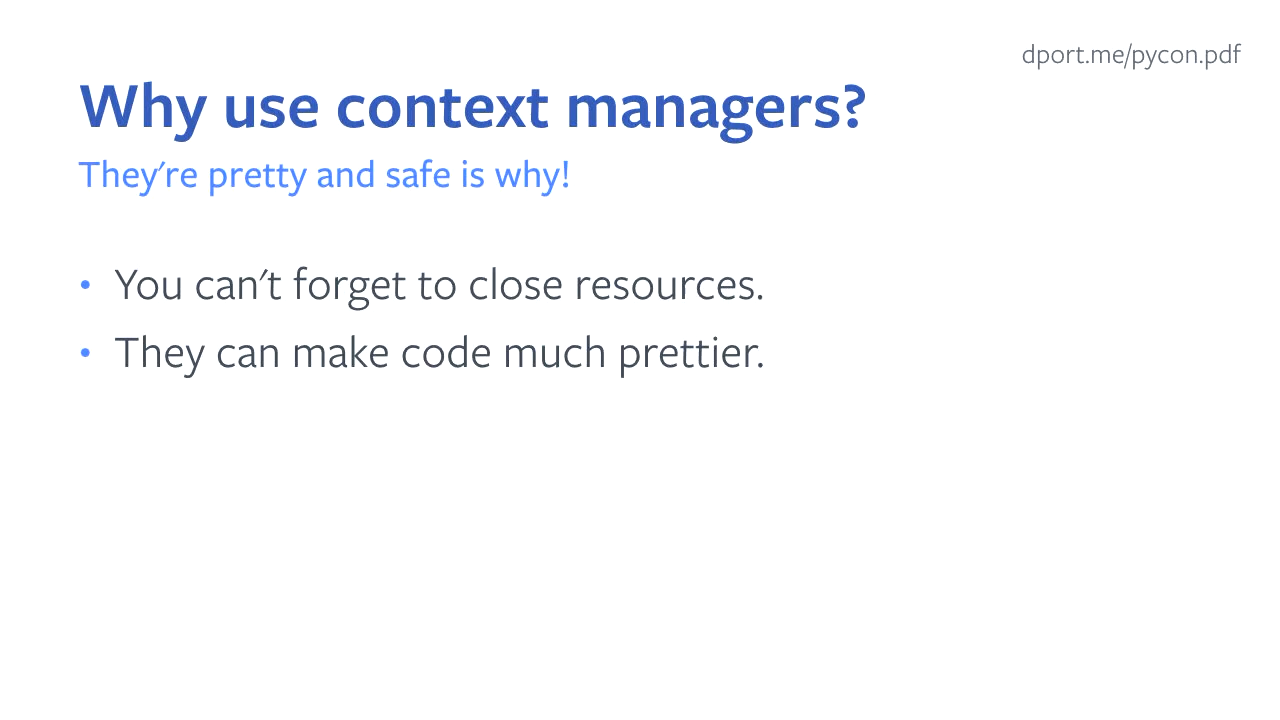 dport.me/pycon.pdf
Why use context managers?
They're pretty and safe is why!
• You can't forget to close resources.
• They can make code much prettier.